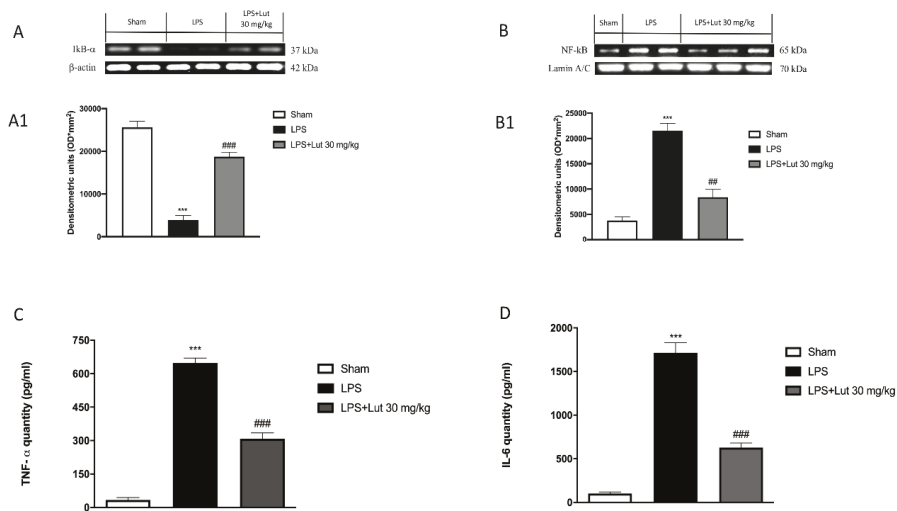 A
Sham
LPS
LPS+Lut
30 mg/kg
IkB-α
37 kDa
β-actin
42 kDa
B
Sham
LPS
LPS+Lut 30 mg/kg
NF-kB
65 kDa
Lamin A/C
70 kDa
A1
Densitometric units (OD*mm²)
30000
20000
10000
0
***
###
Sham
LPS
LPS+Lut 30 mg/kg
B1
Densitometric units (OD*mm²)
25000
20000
15000
10000
5000
0
***
##
Sham
LPS
LPS+Lut 30 mg/kg
C
TNF- α quantity (pg/ml)
750
600
450
300
150
0
***
###
Sham
LPS
LPS+Lut 30 mg/kg
D
IL-6 quantity (pg/ml)
2000
1500
1000
500
0
***
###
Sham
LPS
LPS+Lut 30 mg/kg